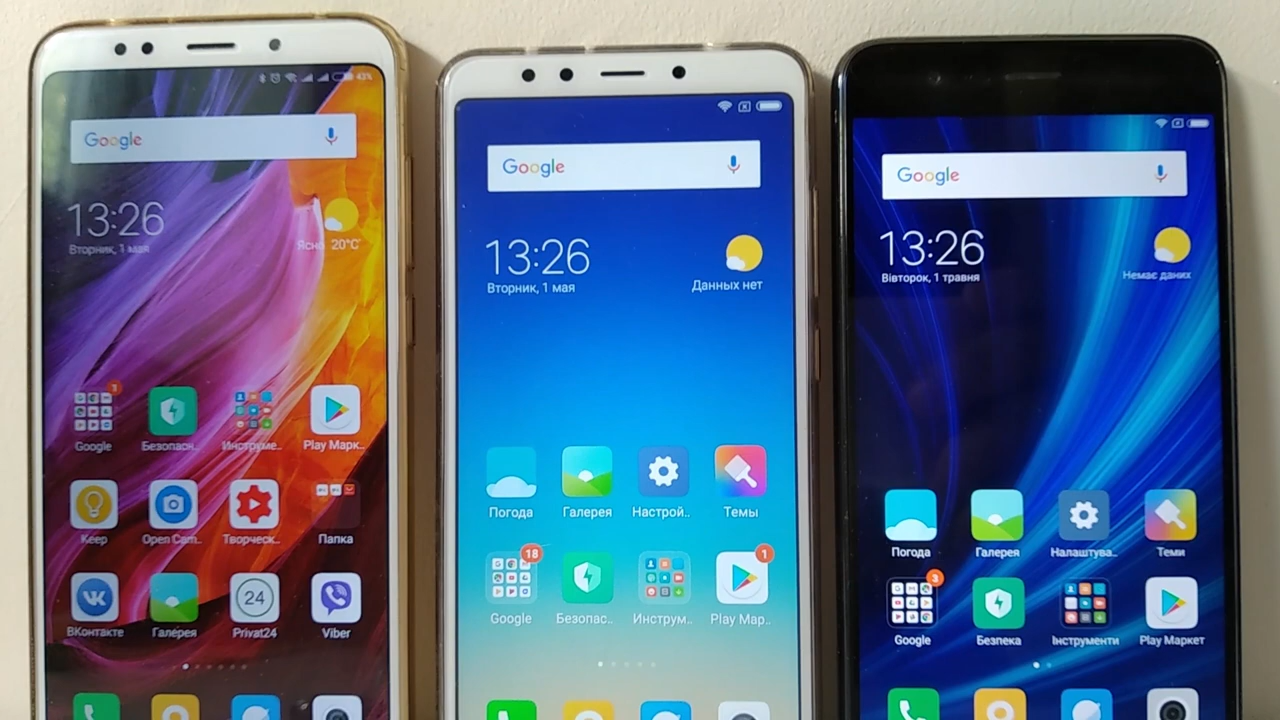 43%
Google
13:26
Вторник, 1 мая
Ясно 20°C
3
Google
Безопасн..
Инструме..
Play Марк..
Keep
Open Cam..
Творческ..
Папка
24
ВКонтакте
Галерея
Privat24
Viber
Google
13:26
Вторник, 1 мая
Данных нет
Погода
Галерея
Настрой..
Темы
18
1
Google
Безопас..
Инструм..
Play Мар..
Google
13:26
Вівторок, 1 травня
Немає даних
Погода
Галерея
Налаштува..
Теми
3
Google
Безпека
Інструменти
Play Маркет